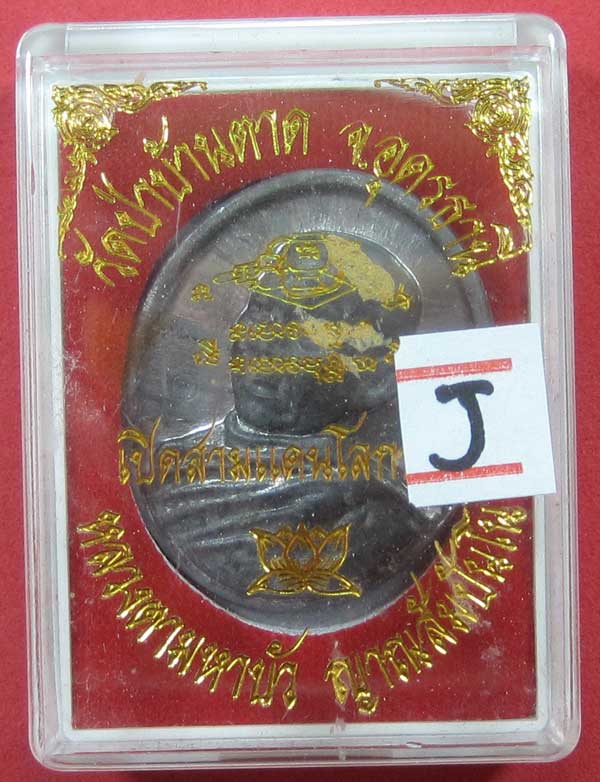 วัดป่าบ้านตาด จ.อุดรธานี
เปิดสามแดนโลก
J
หลวงตามหาบัว ญาณสัมปันโน